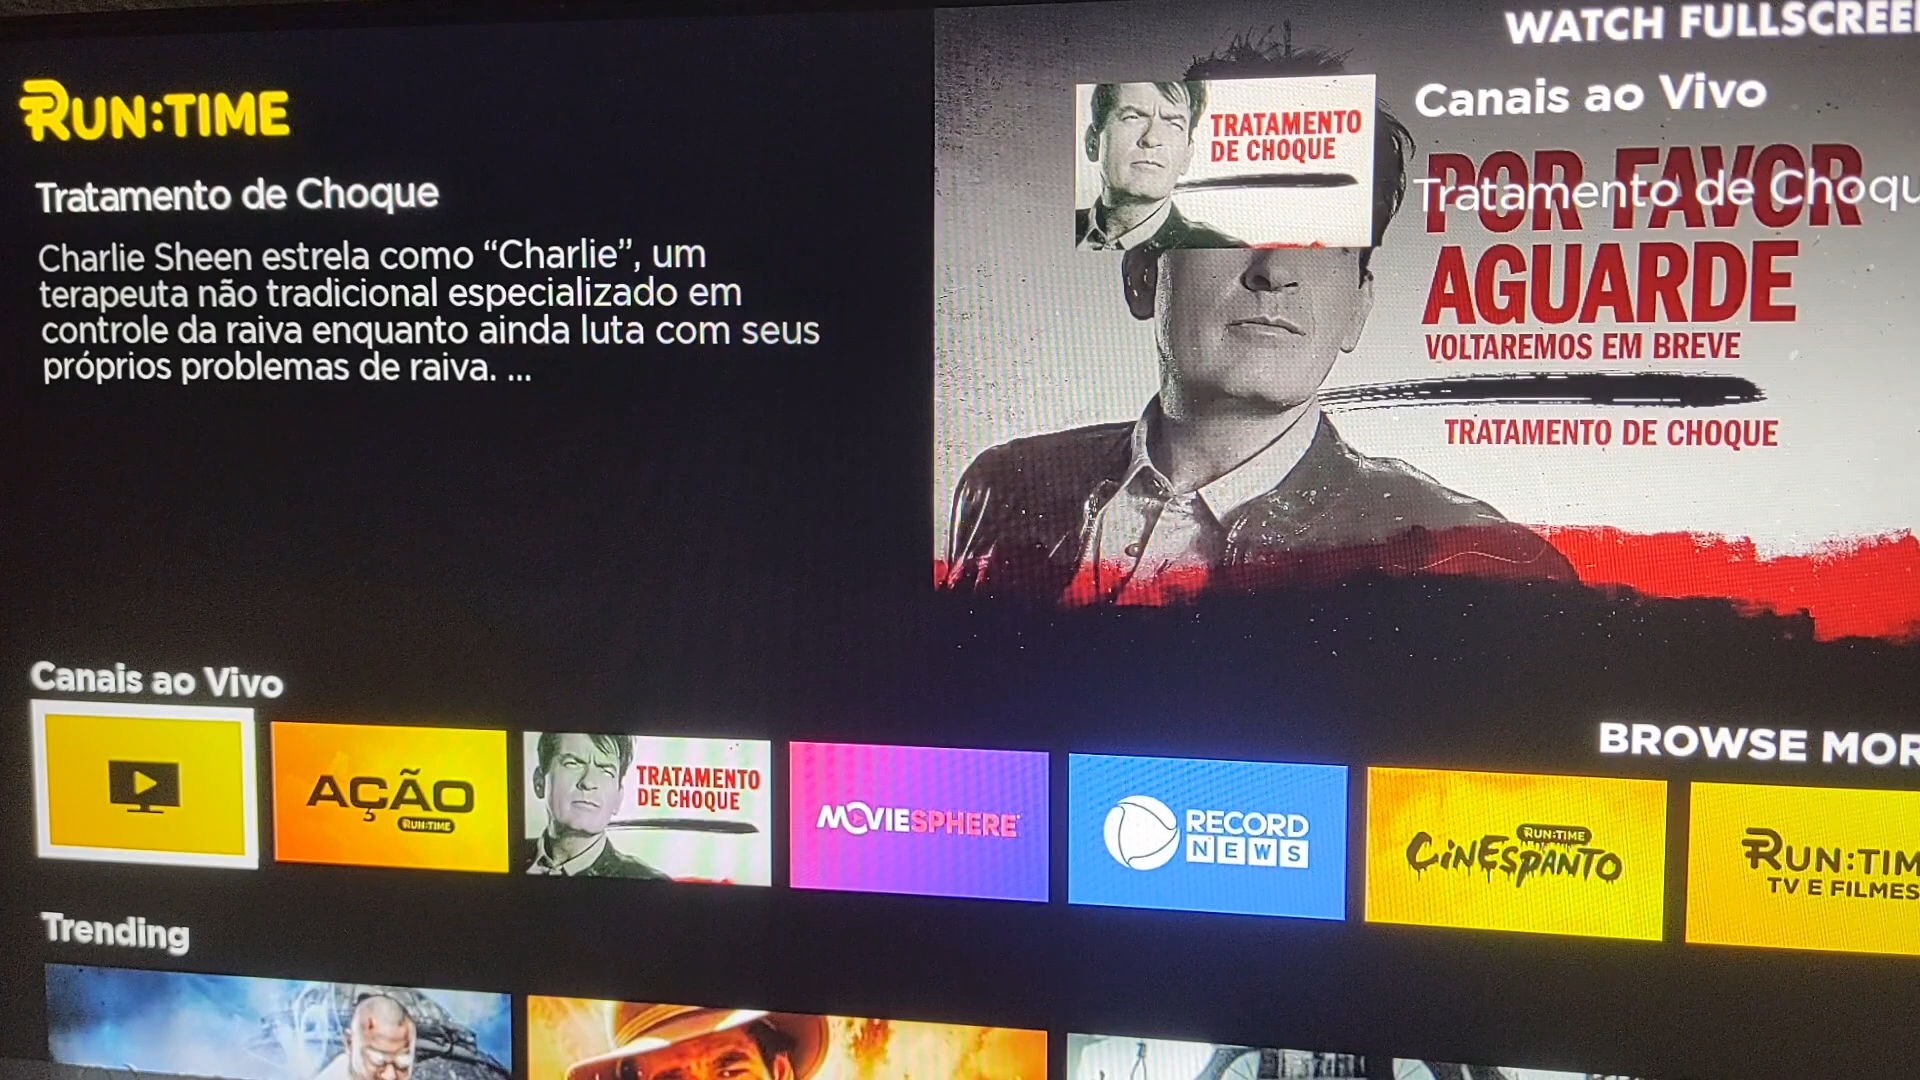 RUN:TIME
Tratamento de Choque
Charlie Sheen estrela como “Charlie”, um
terapeuta não tradicional especializado em
controle da raiva enquanto ainda luta com seus
próprios problemas de raiva. ...
WATCH FULLSCREE
Canais ao Vivo
Tratamento de Choqu
TRATAMENTO
DE CHOQUE
POR FAVOR
AGUARDE
VOLTAREMOS EM BREVE
TRATAMENTO DE CHOQUE
Canais ao Vivo
BROWSE MOR
AÇÃO
RUN:TIME
TRATAMENTO
DE CHOQUE
MOVIESPHERE
RECORD
NEWS
RUN:TIME
CINESPANTO
RUN:TIM
TV E FILMES
Trending